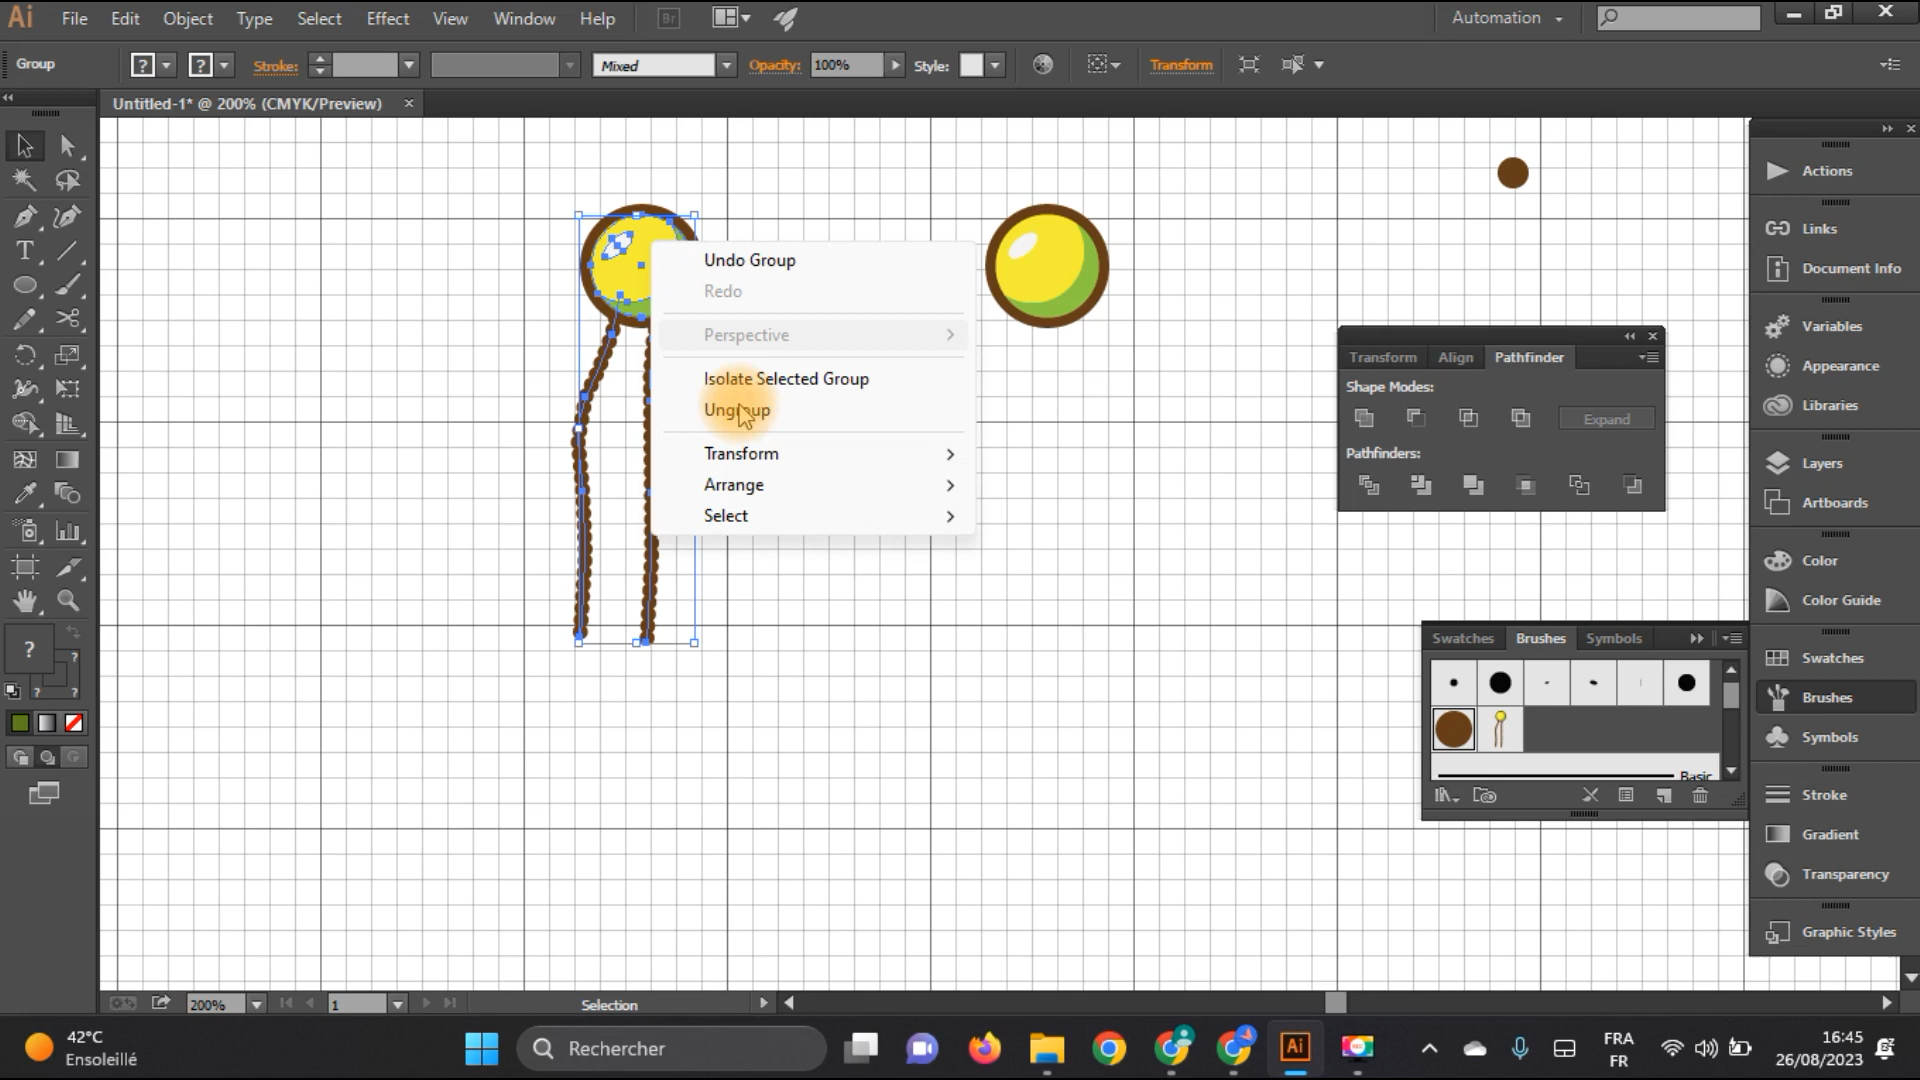 Ai File Edit Object Type Select Effect View Window Help Br Automation
Group ? ? Stroke: Mixed Opacity: 100% Style: Transform
Untitled-1* @ 200% (CMYK/Preview) ×
Undo Group
Redo
Perspective
Isolate Selected Group
Ungroup
Transform
Arrange
Select
Transform Align Pathfinder
Shape Modes:
Expand
Pathfinders:
Swatches Brushes Symbols
Basic
Actions
Links
Document Info
Variables
Appearance
Libraries
Layers
Artboards
Color
Color Guide
Swatches
Brushes
Symbols
Stroke
Gradient
Transparency
Graphic Styles
T
?
?
? ?
200% 1 Selection
42°C
Ensoleillé
Rechercher
Ai
FRA
FR
16:45
26/08/2023